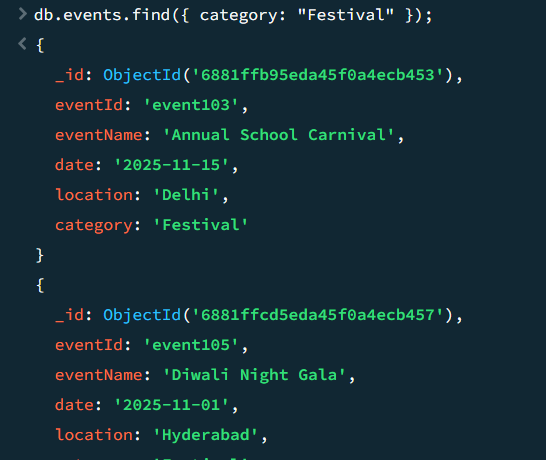 > db.events.find({ category: "Festival" });
< {
_id: ObjectId('6881ffb95eda45f0a4ecb453'),
eventId: 'event103',
eventName: 'Annual School Carnival',
date: '2025-11-15',
location: 'Delhi',
category: 'Festival'
}
{
_id: ObjectId('6881ffcd5eda45f0a4ecb457'),
eventId: 'event105',
eventName: 'Diwali Night Gala',
date: '2025-11-01',
location: 'Hyderabad',